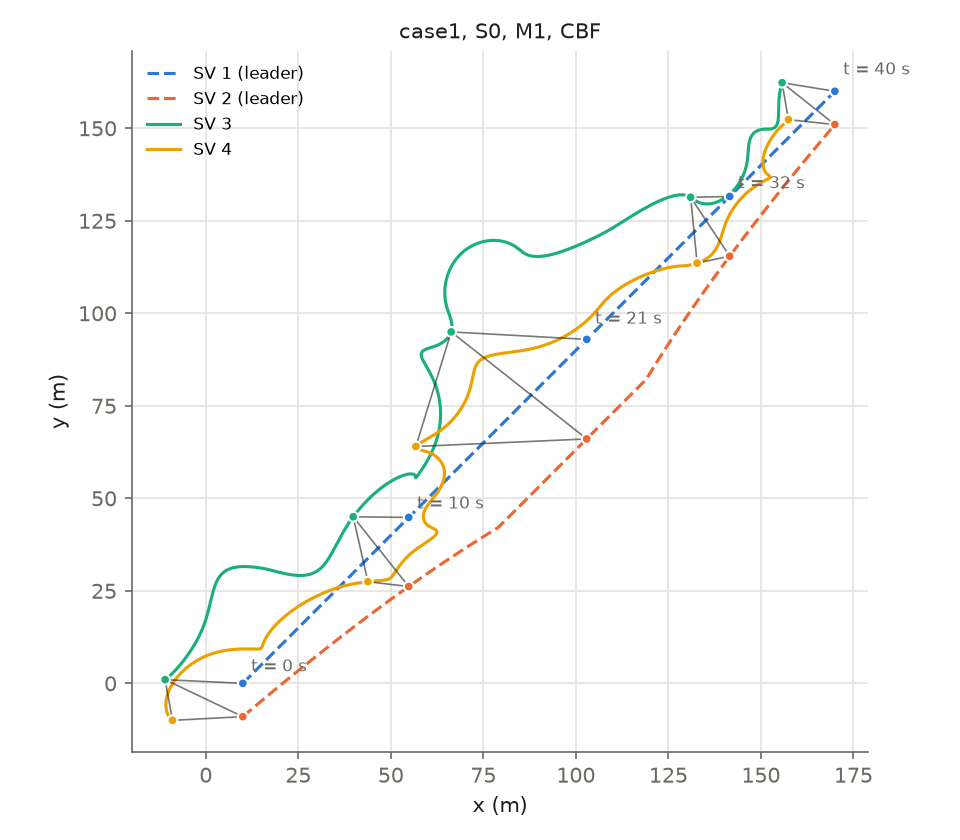 case1, S0, M1, CBF
SV 1 (leader)
SV 2 (leader)
SV 3
SV 4
t = 40 s
t = 32 s
t = 21 s
t = 10 s
t = 0 s
150
125
100
75
50
25
0
y (m)
0 25 50 75 100 125 150 175
x (m)